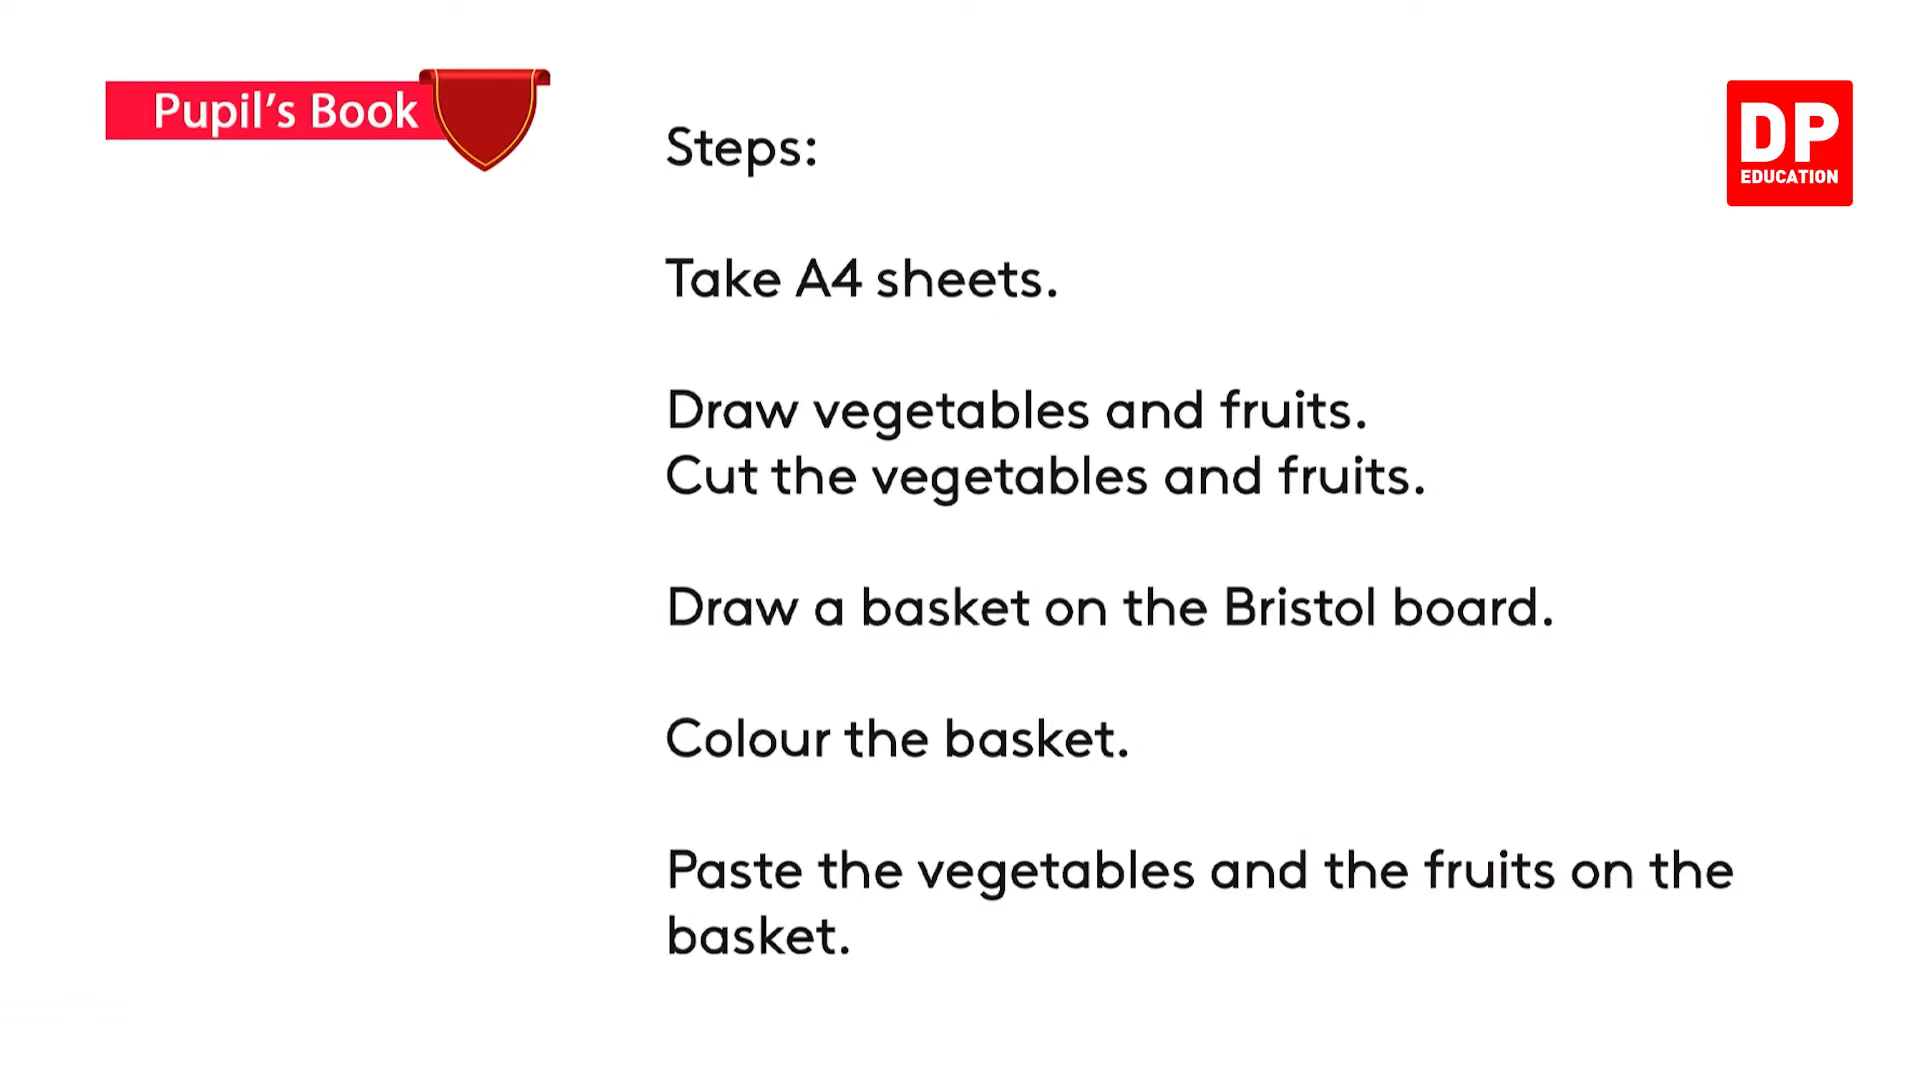 Pupil's Book
DP
EDUCATION
Steps:
Take A4 sheets.
Draw vegetables and fruits.
Cut the vegetables and fruits.
Draw a basket on the Bristol board.
Colour the basket.
Paste the vegetables and the fruits on the
basket.